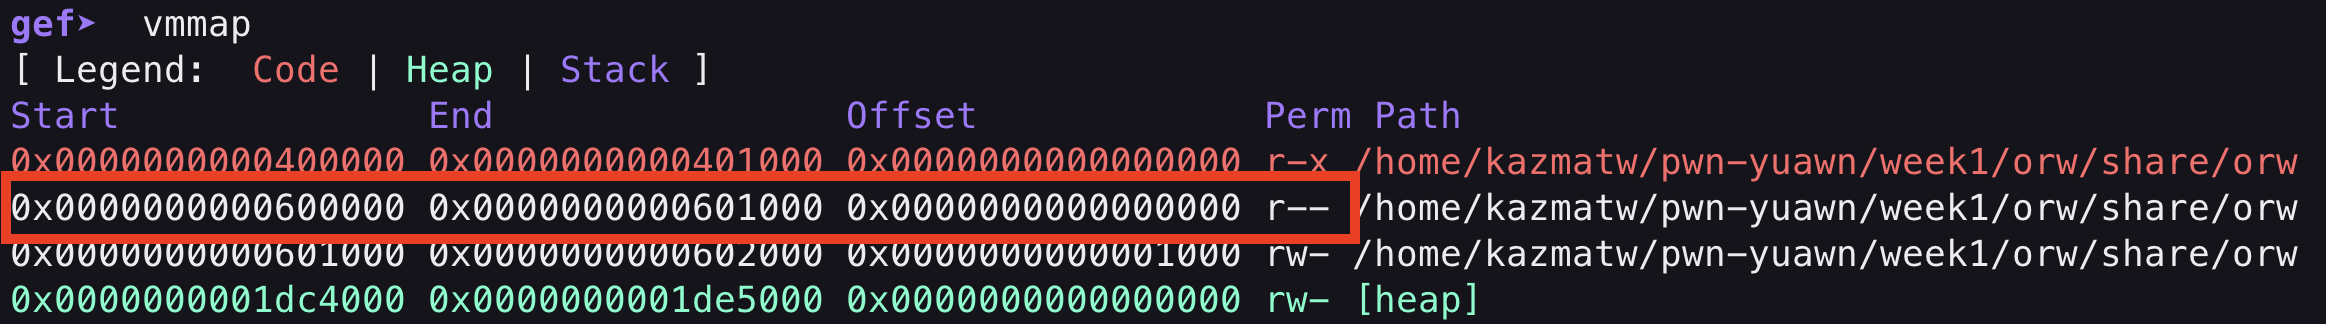 gef➤  vmmap
[ Legend:  Code | Heap | Stack ]
Start              End                Offset             Perm Path
0x0000000000400000 0x0000000000401000 0x0000000000000000 r-x /home/kazmatw/pwn-yuawn/week1/orw/share/orw
0x0000000000600000 0x0000000000601000 0x0000000000000000 r-- /home/kazmatw/pwn-yuawn/week1/orw/share/orw
0x0000000000601000 0x0000000000602000 0x0000000000001000 rw- /home/kazmatw/pwn-yuawn/week1/orw/share/orw
0x0000000001dc4000 0x0000000001de5000 0x0000000000000000 rw- [heap]